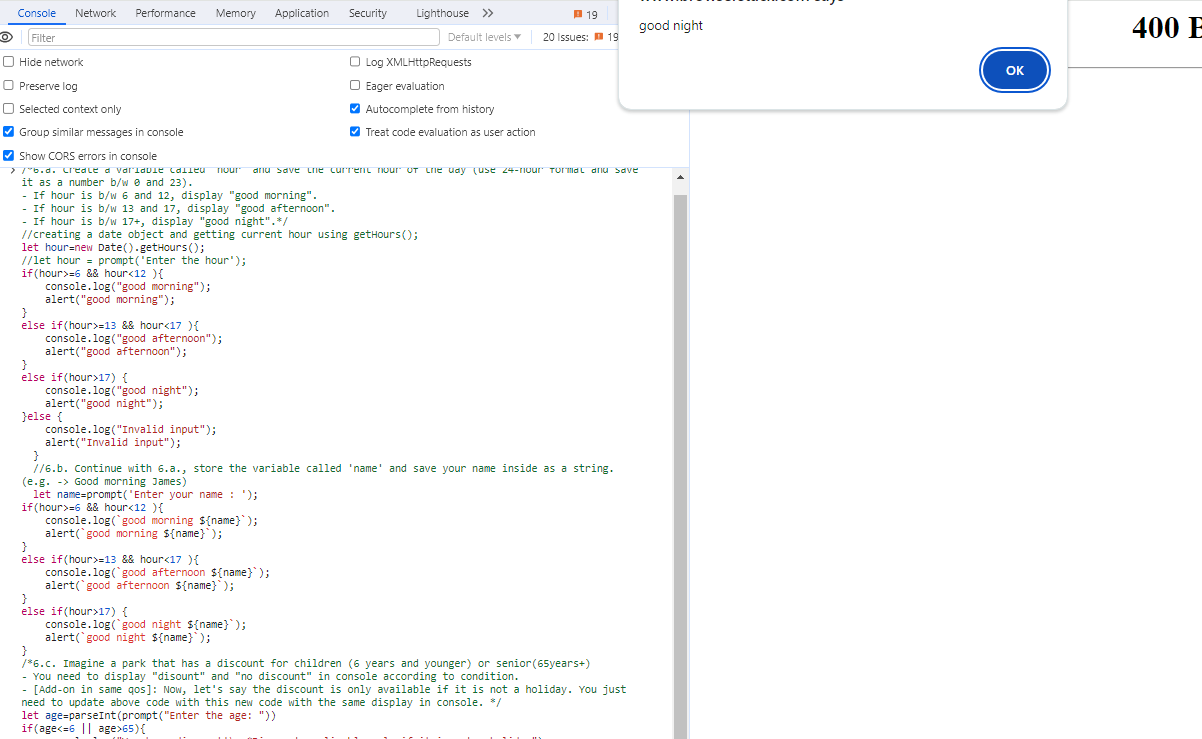 Console Network Performance Memory Application Security Lighthouse 19
Filter Default levels ▼ 20 Issues: 19
Hide network Log XMLHttpRequests
Preserve log Eager evaluation
Selected context only Autocomplete from history
Group similar messages in console Treat code evaluation as user action
Show CORS errors in console
good night
OK
400 B
/*6.a. Create a variable called 'hour' and save the current hour of the day (use 24-hour format and save
it as a number b/w 0 and 23).
- If hour is b/w 6 and 12, display "good morning".
- If hour is b/w 13 and 17, display "good afternoon".
- If hour is b/w 17+, display "good night".*/
//creating a date object and getting current hour using getHours();
let hour=new Date().getHours();
//let hour = prompt('Enter the hour');
if(hour>=6 && hour<12 ){
console.log("good morning");
alert("good morning");
}
else if(hour>=13 && hour<17 ){
console.log("good afternoon");
alert("good afternoon");
}
else if(hour>17) {
console.log("good night");
alert("good night");
}else {
console.log("Invalid input");
alert("Invalid input");
}
//6.b. Continue with 6.a., store the variable called 'name' and save your name inside as a string.
(e.g. -> Good morning James)
let name=prompt('Enter your name : ');
if(hour>=6 && hour<12 ){
console.log(`good morning ${name}`);
alert(`good morning ${name}`);
}
else if(hour>=13 && hour<17 ){
console.log(`good afternoon ${name}`);
alert(`good afternoon ${name}`);
}
else if(hour>17) {
console.log(`good night ${name}`);
alert(`good night ${name}`);
}
/*6.c. Imagine a park that has a discount for children (6 years and younger) or senior(65years+)
- You need to display "disount" and "no discount" in console according to condition.
- [Add-on in same qos]: Now, let's say the discount is only available if it is not a holiday. You just
need to update above code with this new code with the same display in console. */
let age=parseInt(prompt("Enter the age: "))
if(age<=6 || age>65){